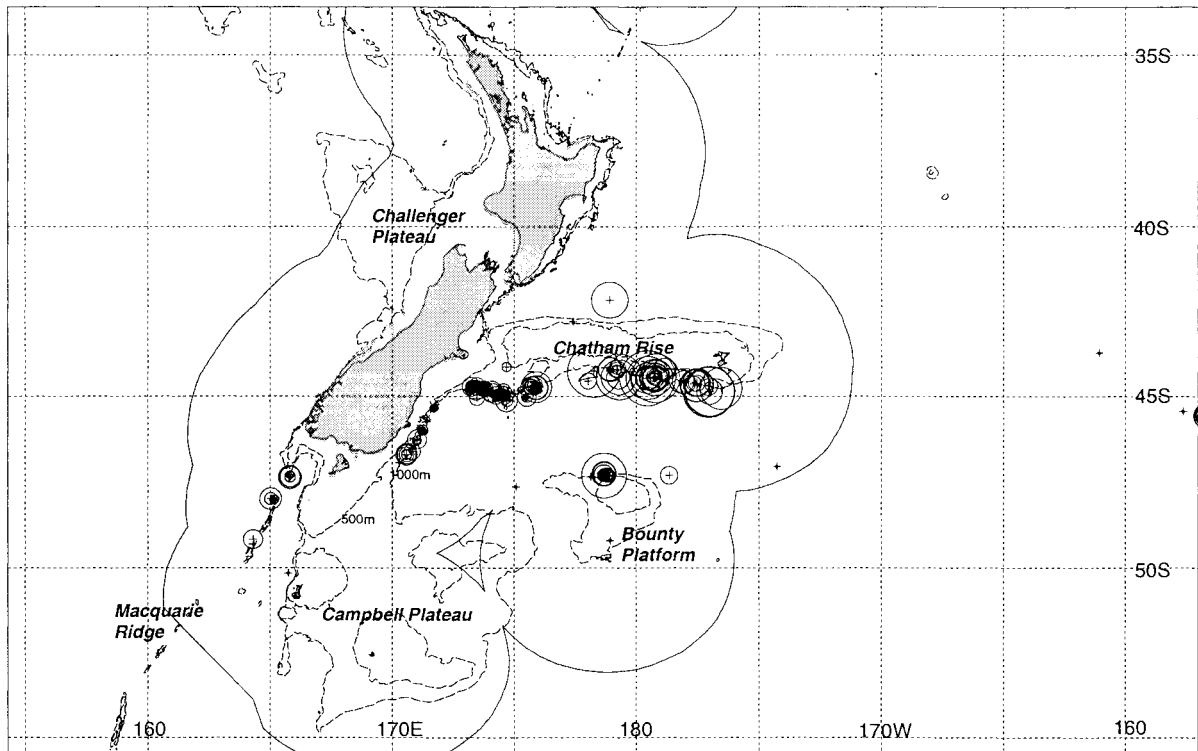 35S
Challenger
Plateau
40S
Chatham Rise
45S
1000m
500m
Bounty
Platform
50S
Macquarie
Ridge
Campbell Plateau
160
170E
180
170W
160